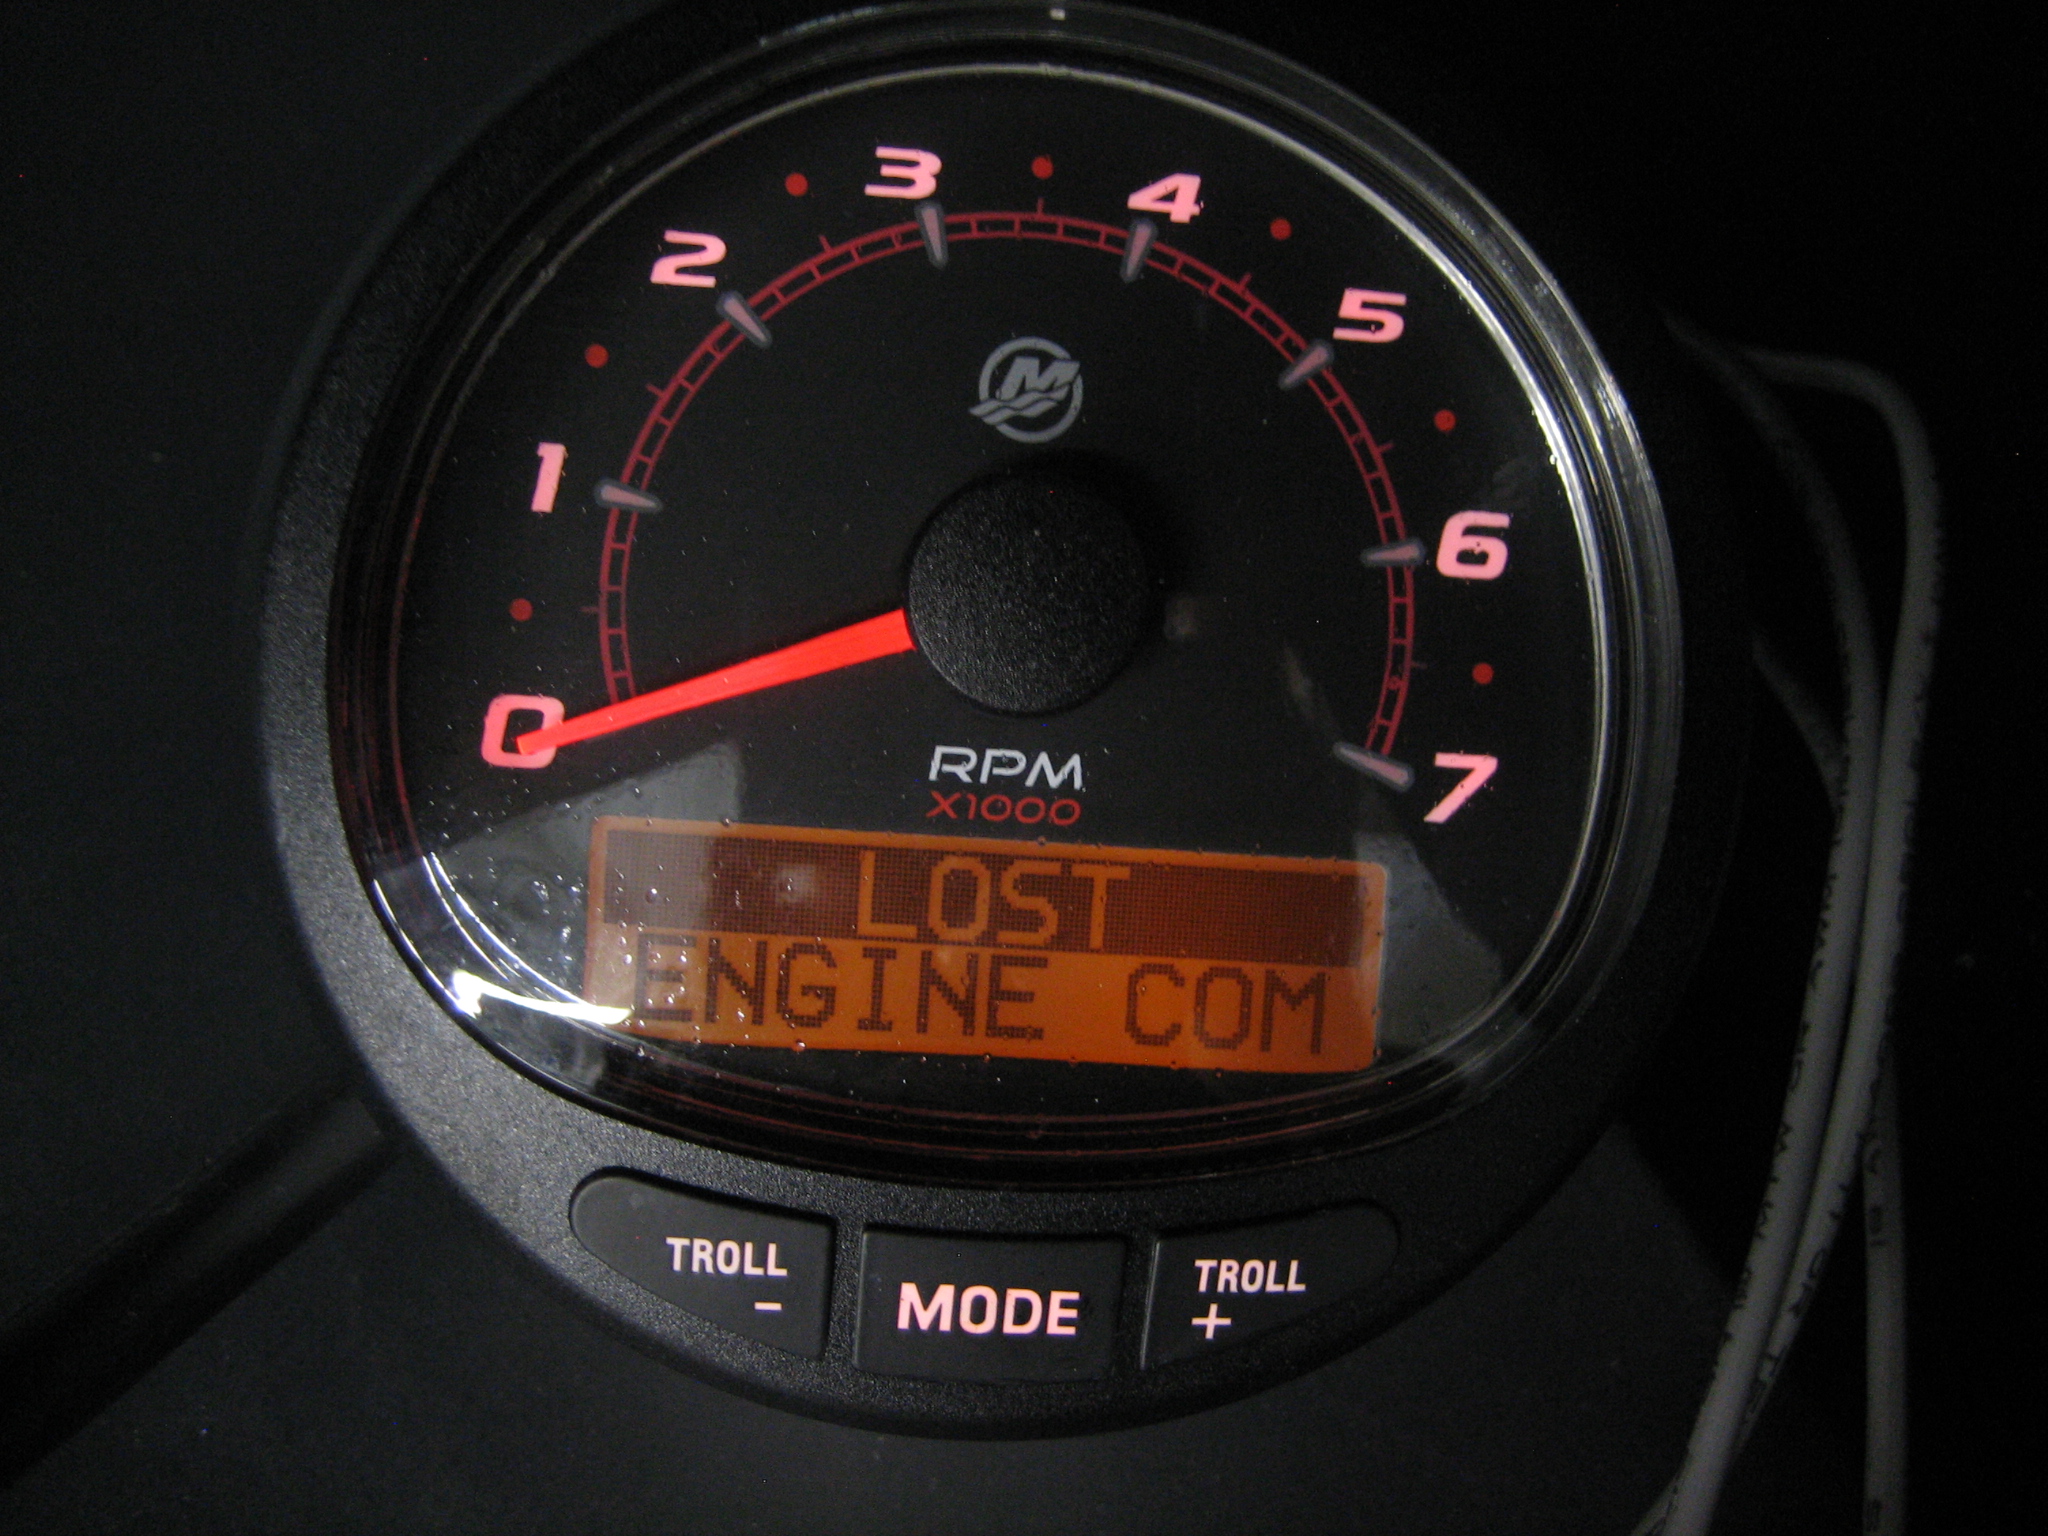 0
1
2
3
4
5
6
7
RPM
X1000
LOST
ENGINE COM
TROLL
-
MODE
TROLL
+